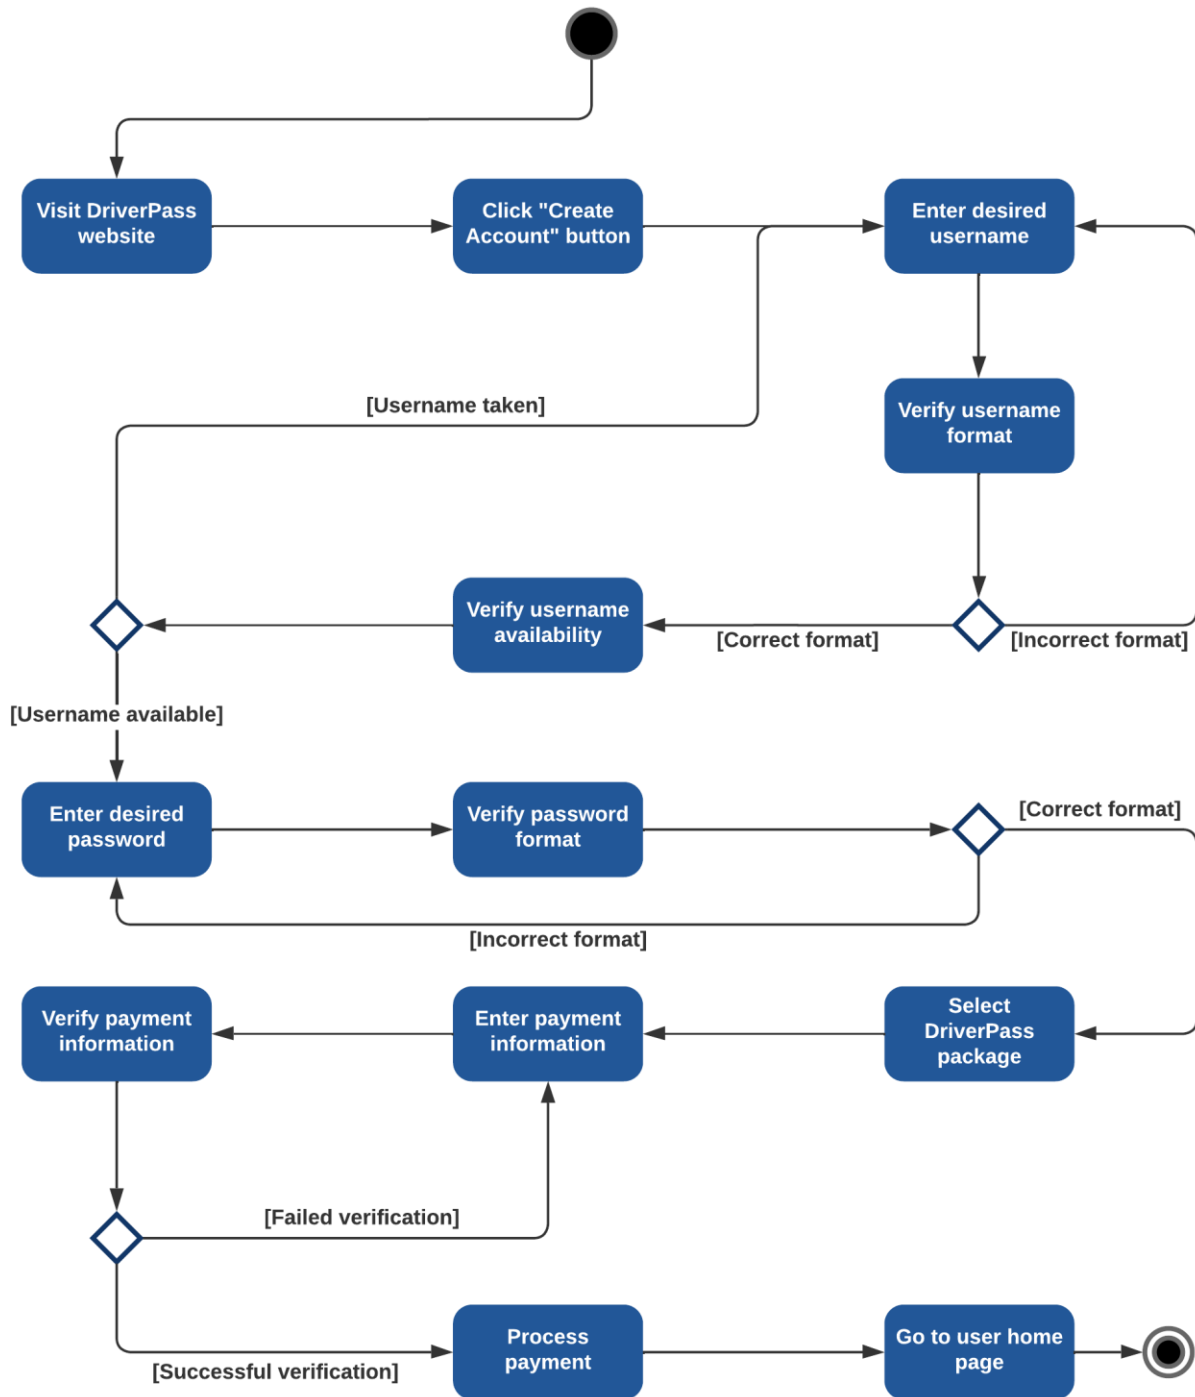 Visit DriverPass
website
Click "Create
Account" button
Enter desired
username
[Username taken]
Verify username
format
Verify username
availability
[Correct format]
[Incorrect format]
[Username available]
Enter desired
password
Verify password
format
[Correct format]
[Incorrect format]
Verify payment
information
Enter payment
information
Select
DriverPass
package
[Failed verification]
[Successful verification]
Process
payment
Go to user home
page